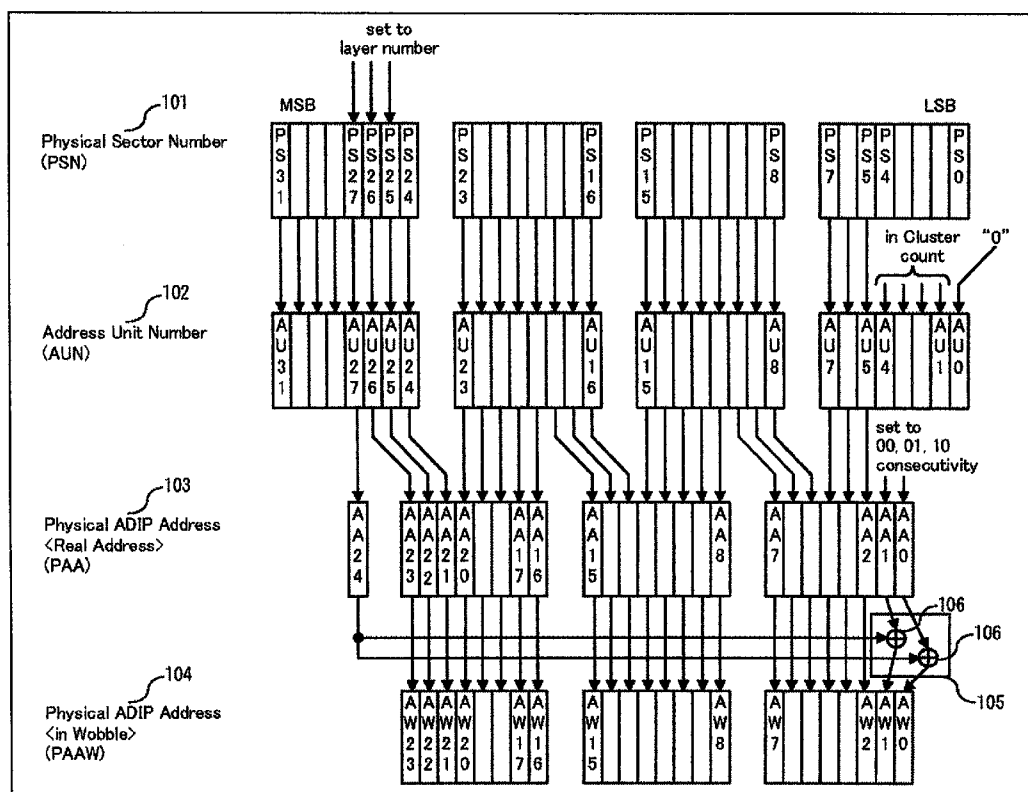 set to
layer number
101
MSB
LSB
Physical Sector Number
(PSN)
PS31
PS27
PS26
PS25
PS24
PS23
PS16
PS15
PS8
PS7
PS5
PS4
PS0
in Cluster
count
"0"
102
Address Unit Number
(AUN)
AU31
AU27
AU26
AU25
AU24
AU23
AU16
AU15
AU8
AU7
AU5
AU4
AU1
AU0
set to
00, 01, 10
consecutivity
103
Physical ADIP Address
<Real Address>
(PAA)
AA24
AA23
AA22
AA21
AA20
AA17
AA16
AA15
AA8
AA7
AA2
AA1
AA0
106
106
105
104
Physical ADIP Address
<in Wobble>
(PAAW)
AW23
AW22
AW21
AW20
AW17
AW16
AW15
AW8
AW7
AW2
AW1
AW0